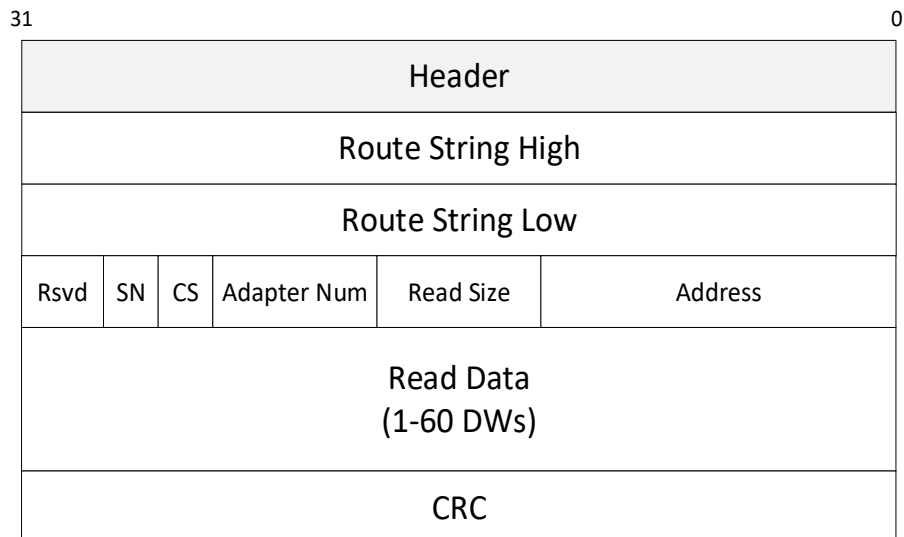 31 0
Header
Route String High
Route String Low
Rsvd SN CS Adapter Num Read Size Address
Read Data
(1-60 DWs)
CRC